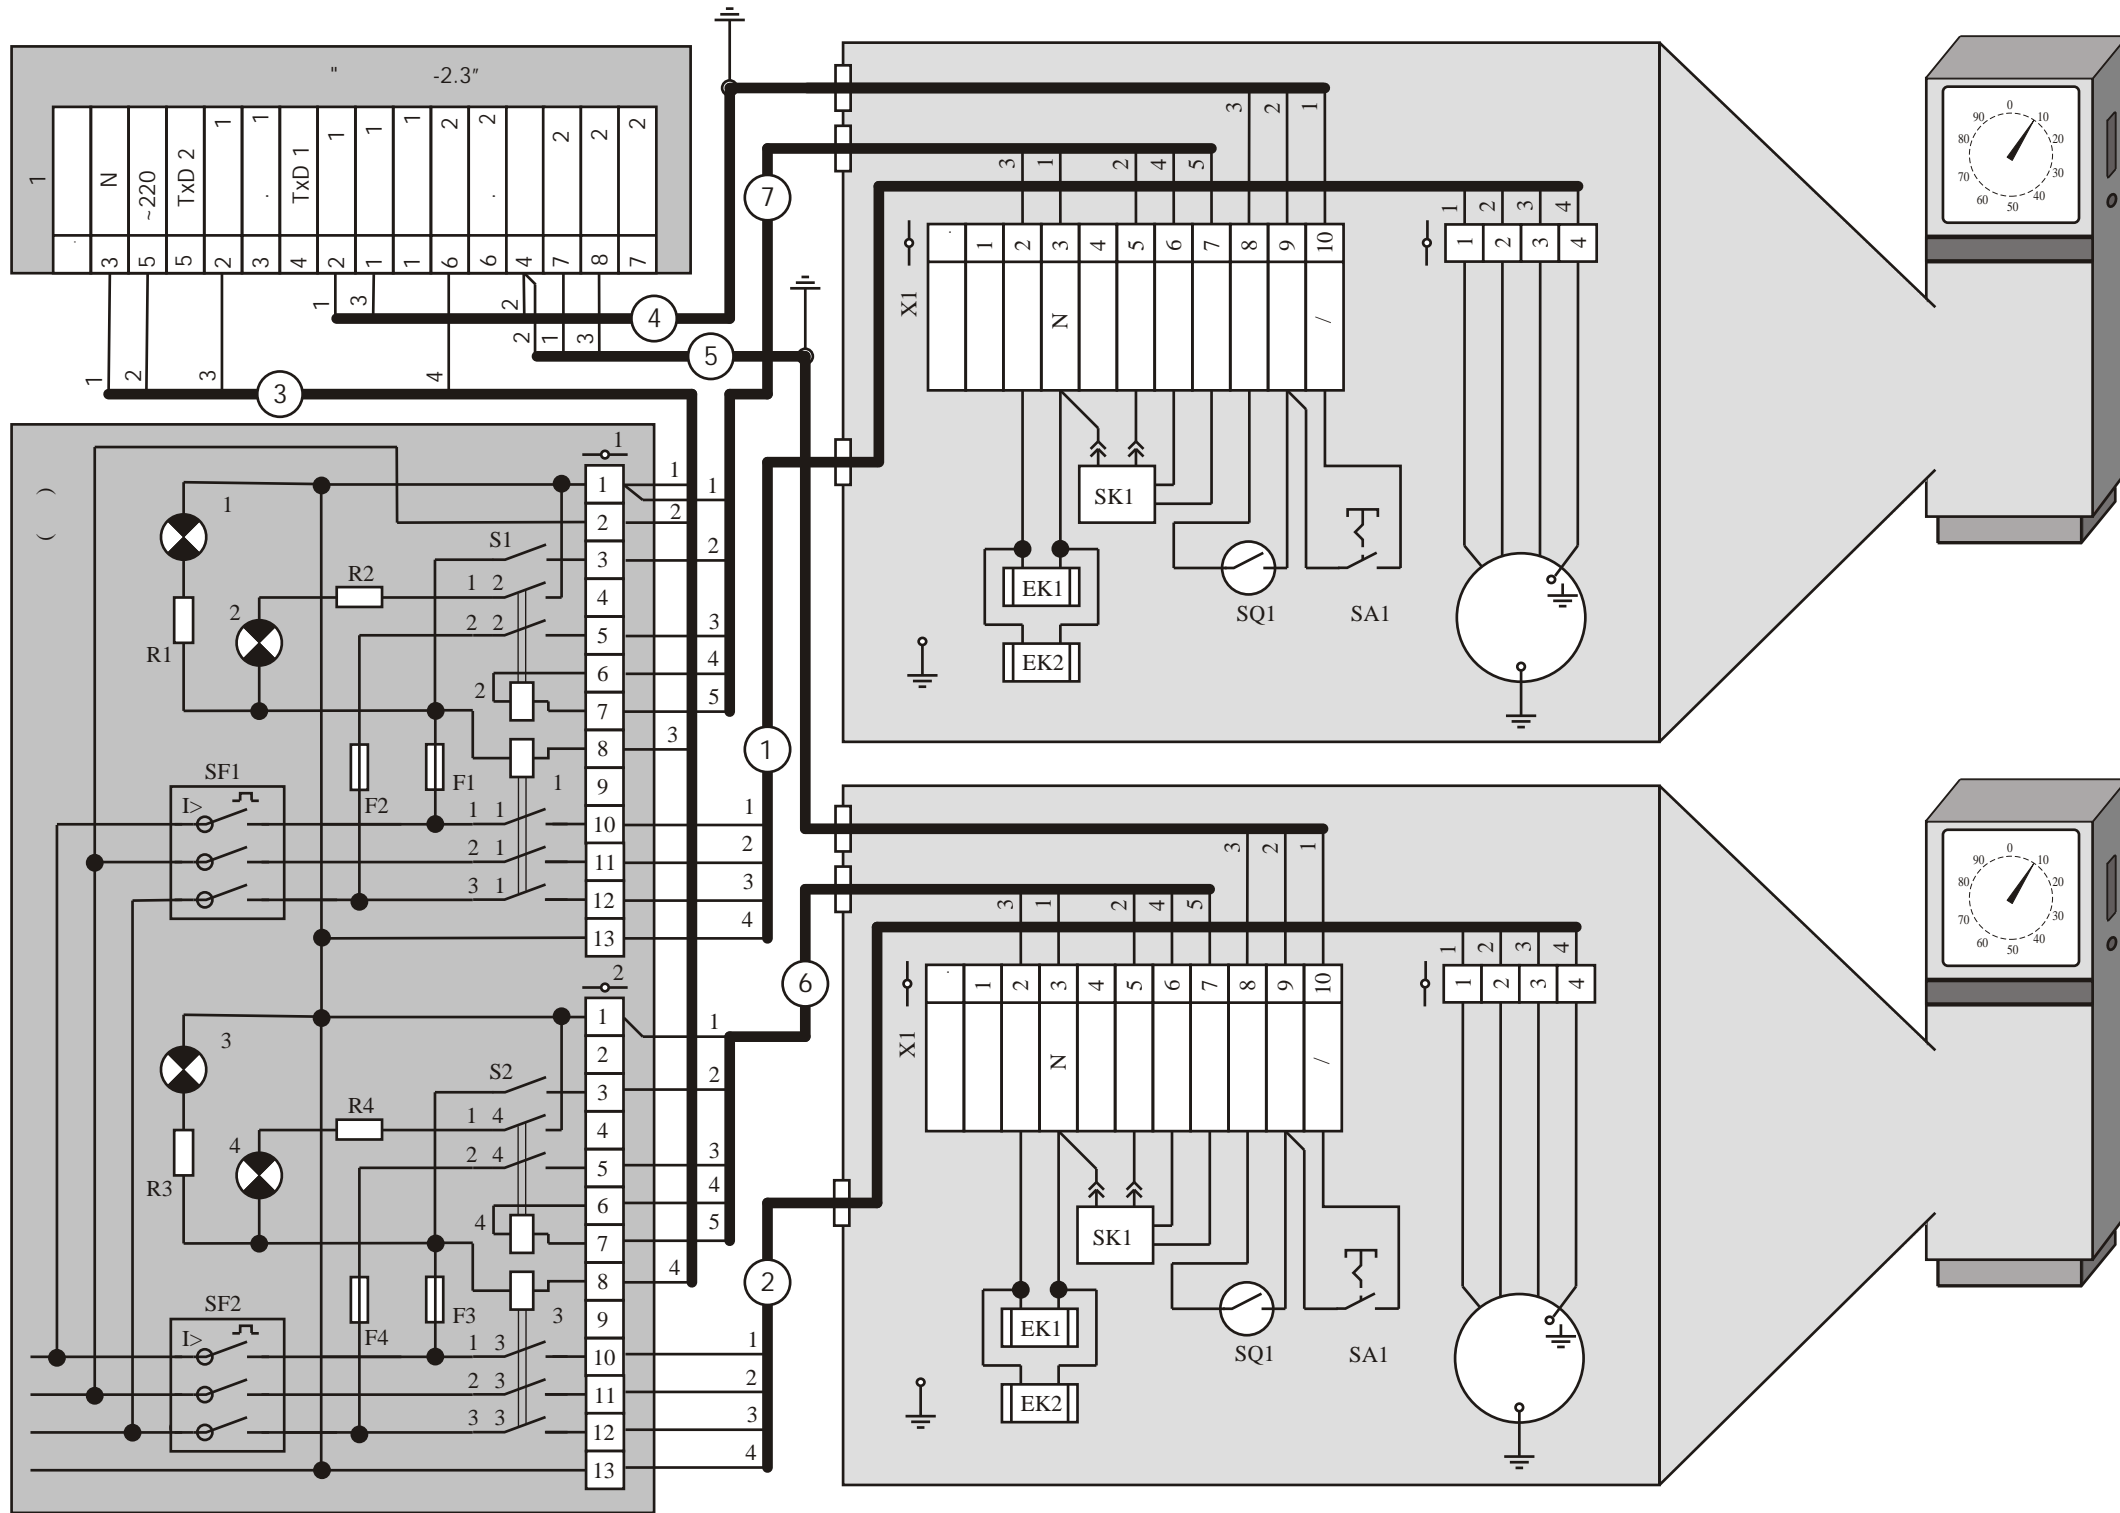 " -2.3"
1
N ~220 TxD 2 1 1 TxD 1 1 1 1 2 2 2 2 2
3 5 5 2 3 4 2 1 1 6 6 4 7 8 7
1 3 2
4
2 1 3
5
1 2 3 4
3
7
1
2
6
( )
1
1 2 3 4 5 6 7 8 9 10 11 12 13
1
2
S1
R2
1 2
2 2
R1
2
SF1
I>
F2
F1
1
1 1
2 1
3 1
1 2 3
1 2 3 4 5
1 2 3 4
2
1 2 3 4 5 6 7 8 9 10 11 12 13
3
4
S2
R4
1 4
2 4
R3
4
SF2
I>
F4
F3
3
1 3
2 3
3 3
1 2 3 4 5
4
1 2 3 4
3 2 1
3 1 2 4 5
1 2 3 4
X1
1 2 3 4 5 6 7 8 9 10
N /
1 2 3 4
SK1
EK1
EK2
SQ1
SA1
0 10 20 30 40 50 60 70 80 90
3 2 1
3 1 2 4 5
1 2 3 4
X1
1 2 3 4 5 6 7 8 9 10
N /
1 2 3 4
SK1
EK1
EK2
SQ1
SA1
0 10 20 30 40 50 60 70 80 90